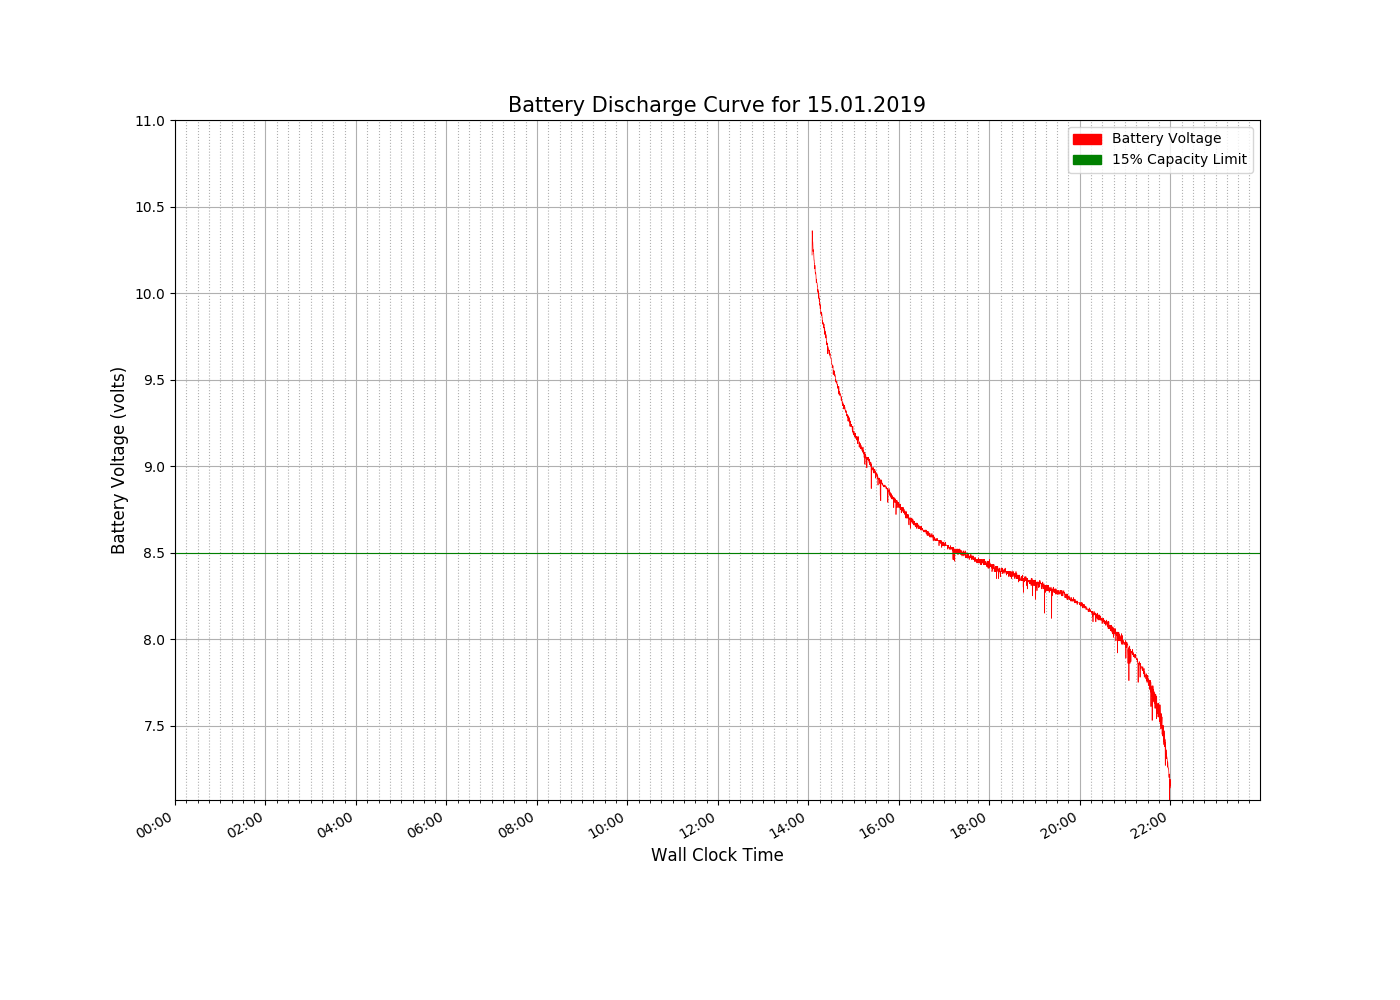 Battery Discharge Curve for 15.01.2019
Battery Voltage
15% Capacity Limit
Battery Voltage (volts)
11.0
10.5
10.0
9.5
9.0
8.5
8.0
7.5
00:00 02:00 04:00 06:00 08:00 10:00 12:00 14:00 16:00 18:00 20:00 22:00
Wall Clock Time